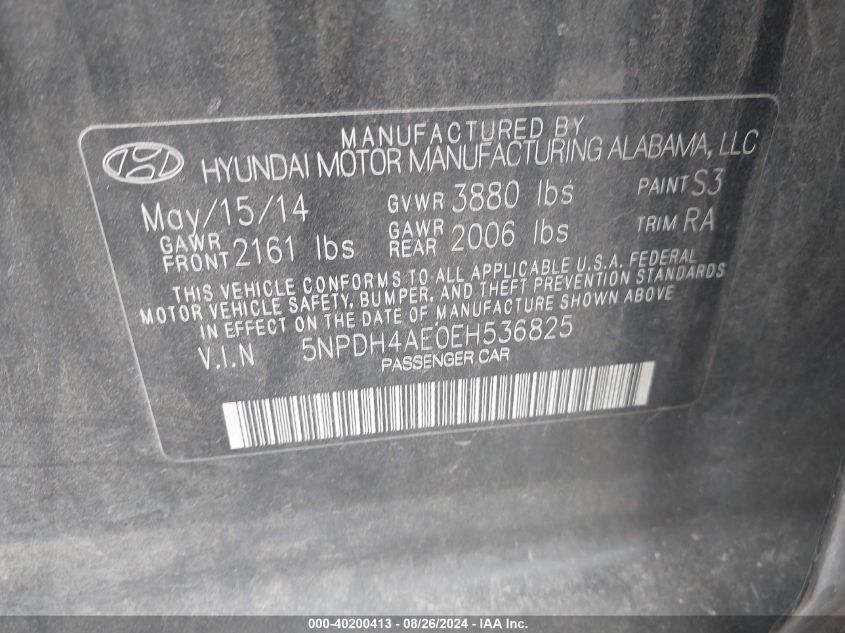 MANUFACTURED BY
HYUNDAI MOTOR MANUFACTURING ALABAMA, LLC
May/15/14 GVWR 3880 lbs PAINT S3
GAWR FRONT 2161 lbs GAWR REAR 2006 lbs TRIM RA
THIS VEHICLE CONFORMS TO ALL APPLICABLE U.S.A. FEDERAL
MOTOR VEHICLE SAFETY, BUMPER, AND THEFT PREVENTION STANDARDS
IN EFFECT ON THE DATE OF MANUFACTURE SHOWN ABOVE
V.I.N 5NPDH4AE0EH536825
PASSENGER CAR
000-40200413 - 08/26/2024 - IAA Inc.